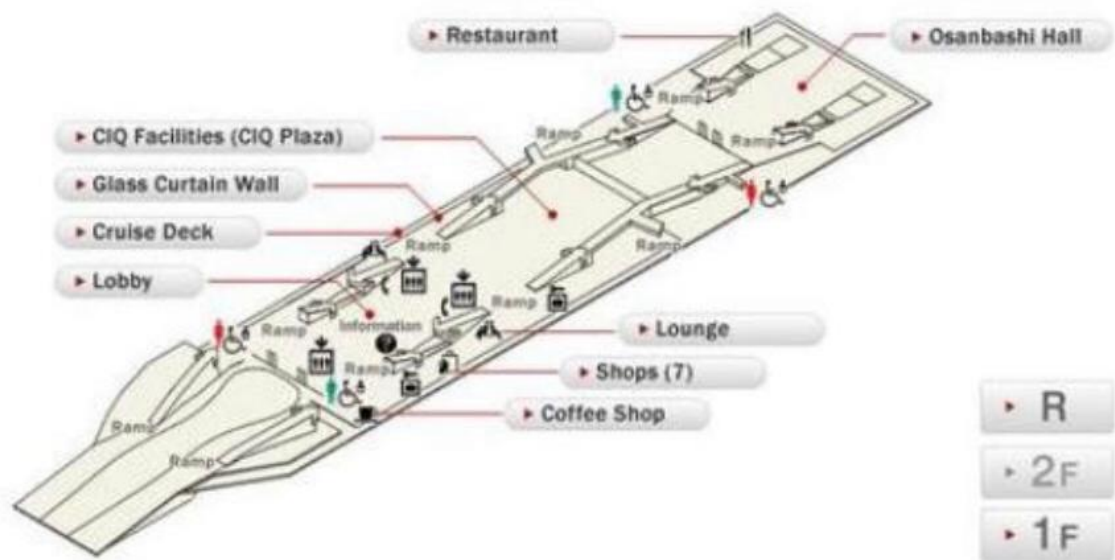 Restaurant
Osanbashi Hall
Ramp
Ramp
Ramp
CIQ Facilities (CIQ Plaza)
Glass Curtain Wall
Cruise Deck
Ramp
Ramp
Lobby
Ramp
Ramp
Information
Lounge
Ramp
Shops (7)
Coffee Shop
R
Ramp
Ramp
2F
1F